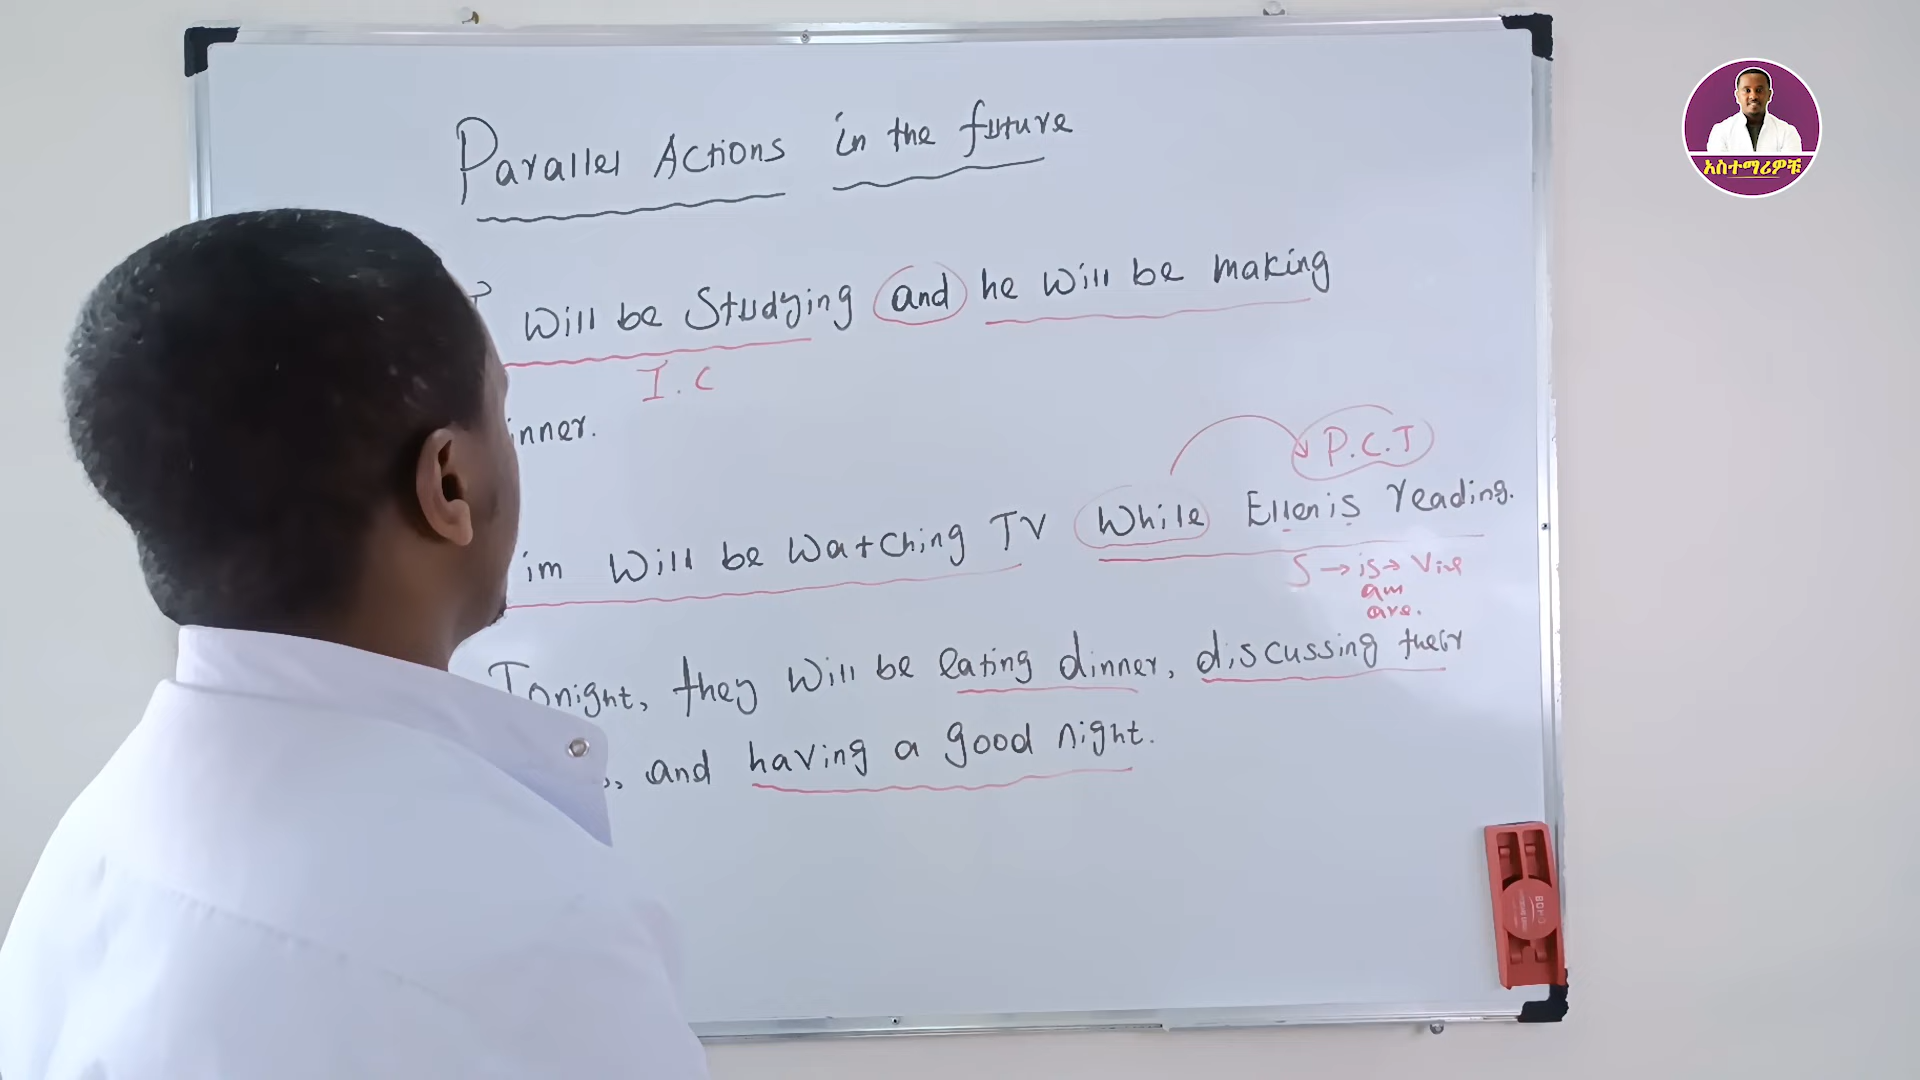 Parallel Actions in the future
I will be Studying and he will be making
I.C
inner.
P.C.T
im will be watching TV While Ellen is reading.
S → is → Ving
am
are.
Tonight, they will be eating dinner, discussing their
, and having a good night.
አስተማሪዎቹ